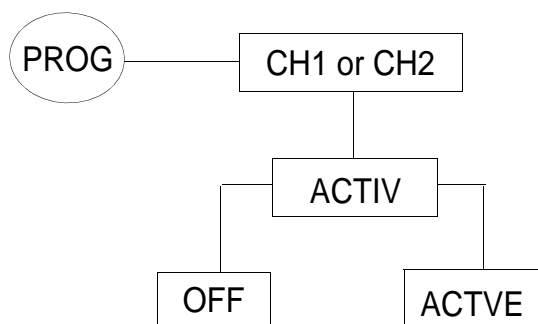 PROG
CH1 or CH2
ACTIV
OFF
ACTVE